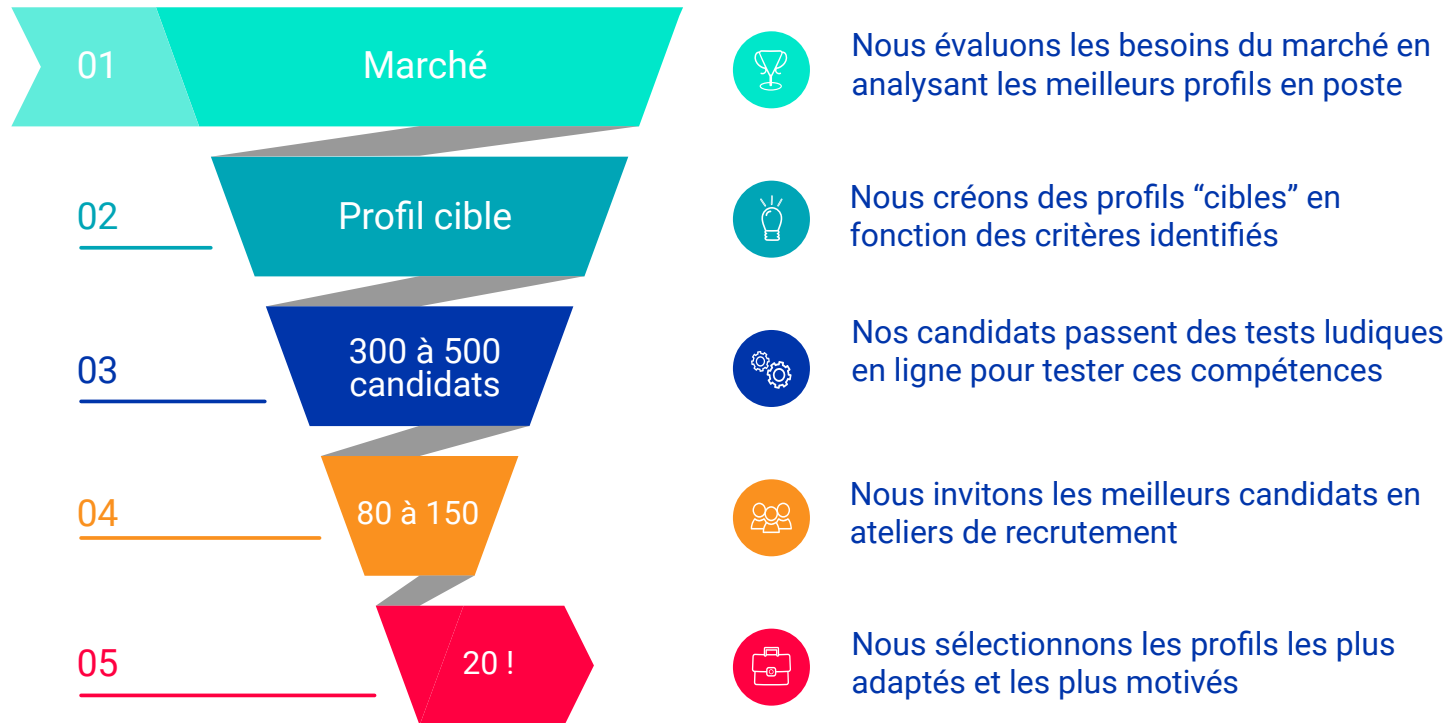 01
Marché
Nous évaluons les besoins du marché en
analysant les meilleurs profils en poste
02
Profil cible
Nous créons des profils “cibles” en
fonction des critères identifiés
03
300 à 500
candidats
Nos candidats passent des tests ludiques
en ligne pour tester ces compétences
04
80 à 150
Nous invitons les meilleurs candidats en
ateliers de recrutement
05
20 !
Nous sélectionnons les profils les plus
adaptés et les plus motivés